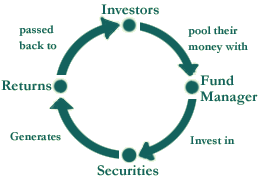 Investors
passed
back to
pool their
money with
Returns
Fund
Manager
Generates
Invest in
Securities